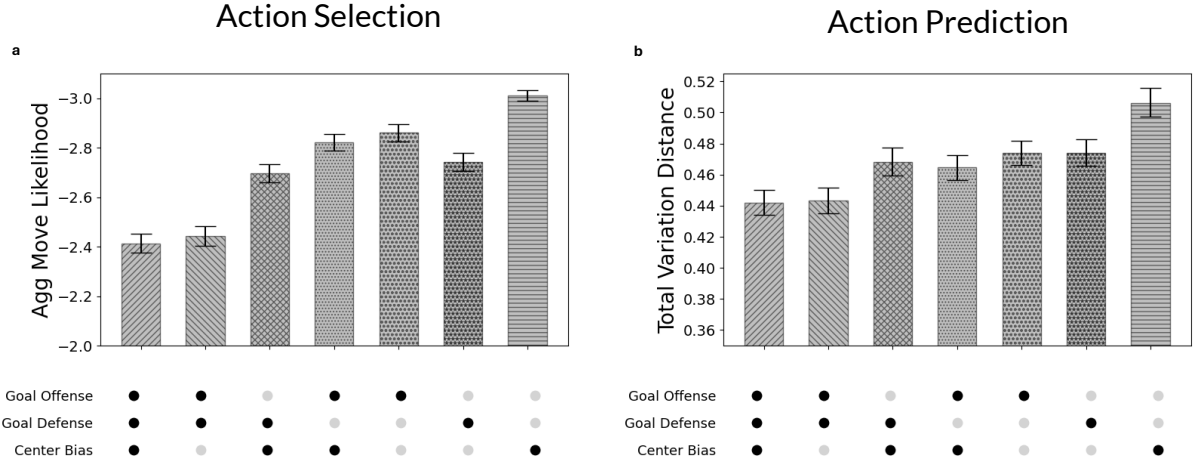 Action Selection
a
Agg Move Likelihood
−3.0
−2.8
−2.6
−2.4
−2.2
−2.0
Goal Offense
Goal Defense
Center Bias
Action Prediction
b
Total Variation Distance
0.52
0.50
0.48
0.46
0.44
0.42
0.40
0.38
0.36
Goal Offense
Goal Defense
Center Bias